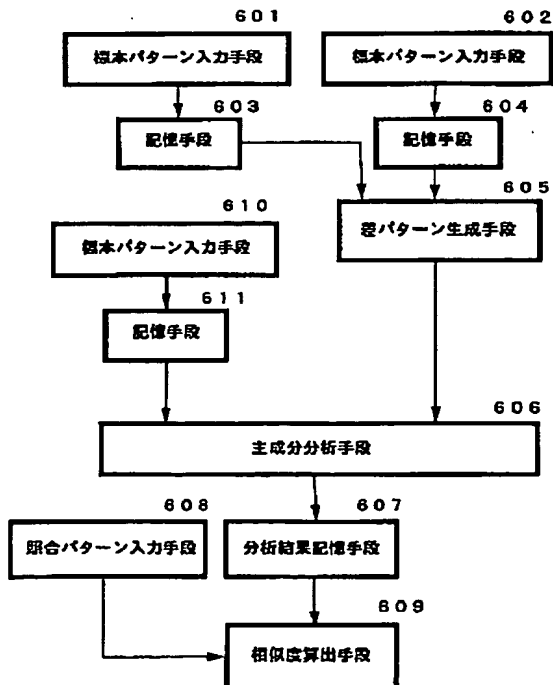 601
標本パターン入力手段
602
標本パターン入力手段
603
記憶手段
604
記憶手段
605
差パターン生成手段
610
標本パターン入力手段
611
記憶手段
606
主成分分析手段
608
照合パターン入力手段
607
分析結果記憶手段
609
相似度算出手段